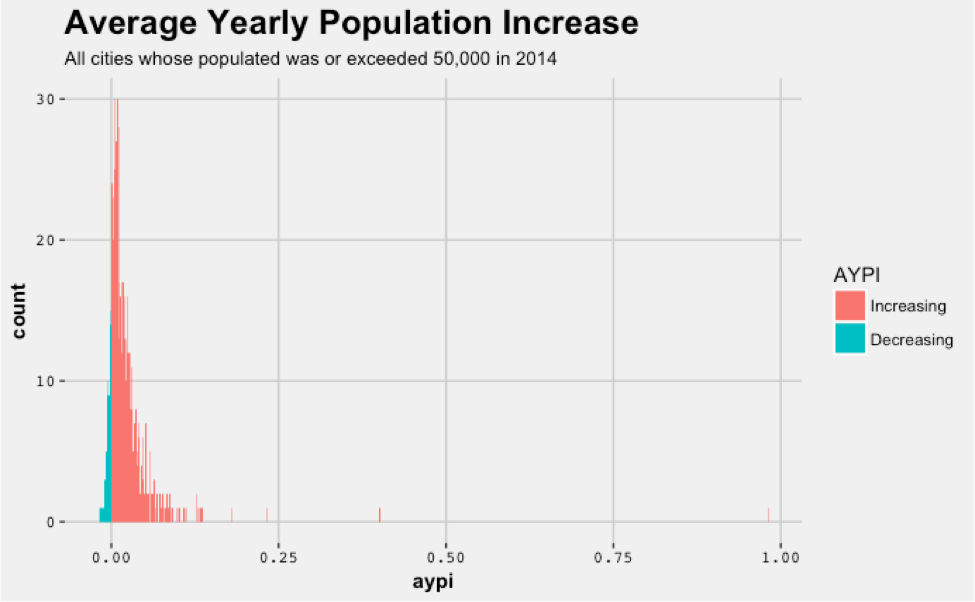 Average Yearly Population Increase
All cities whose populated was or exceeded 50,000 in 2014
30
20
10
0
count
0.00 0.25 0.50 0.75 1.00
aypi
AYPI
Increasing
Decreasing